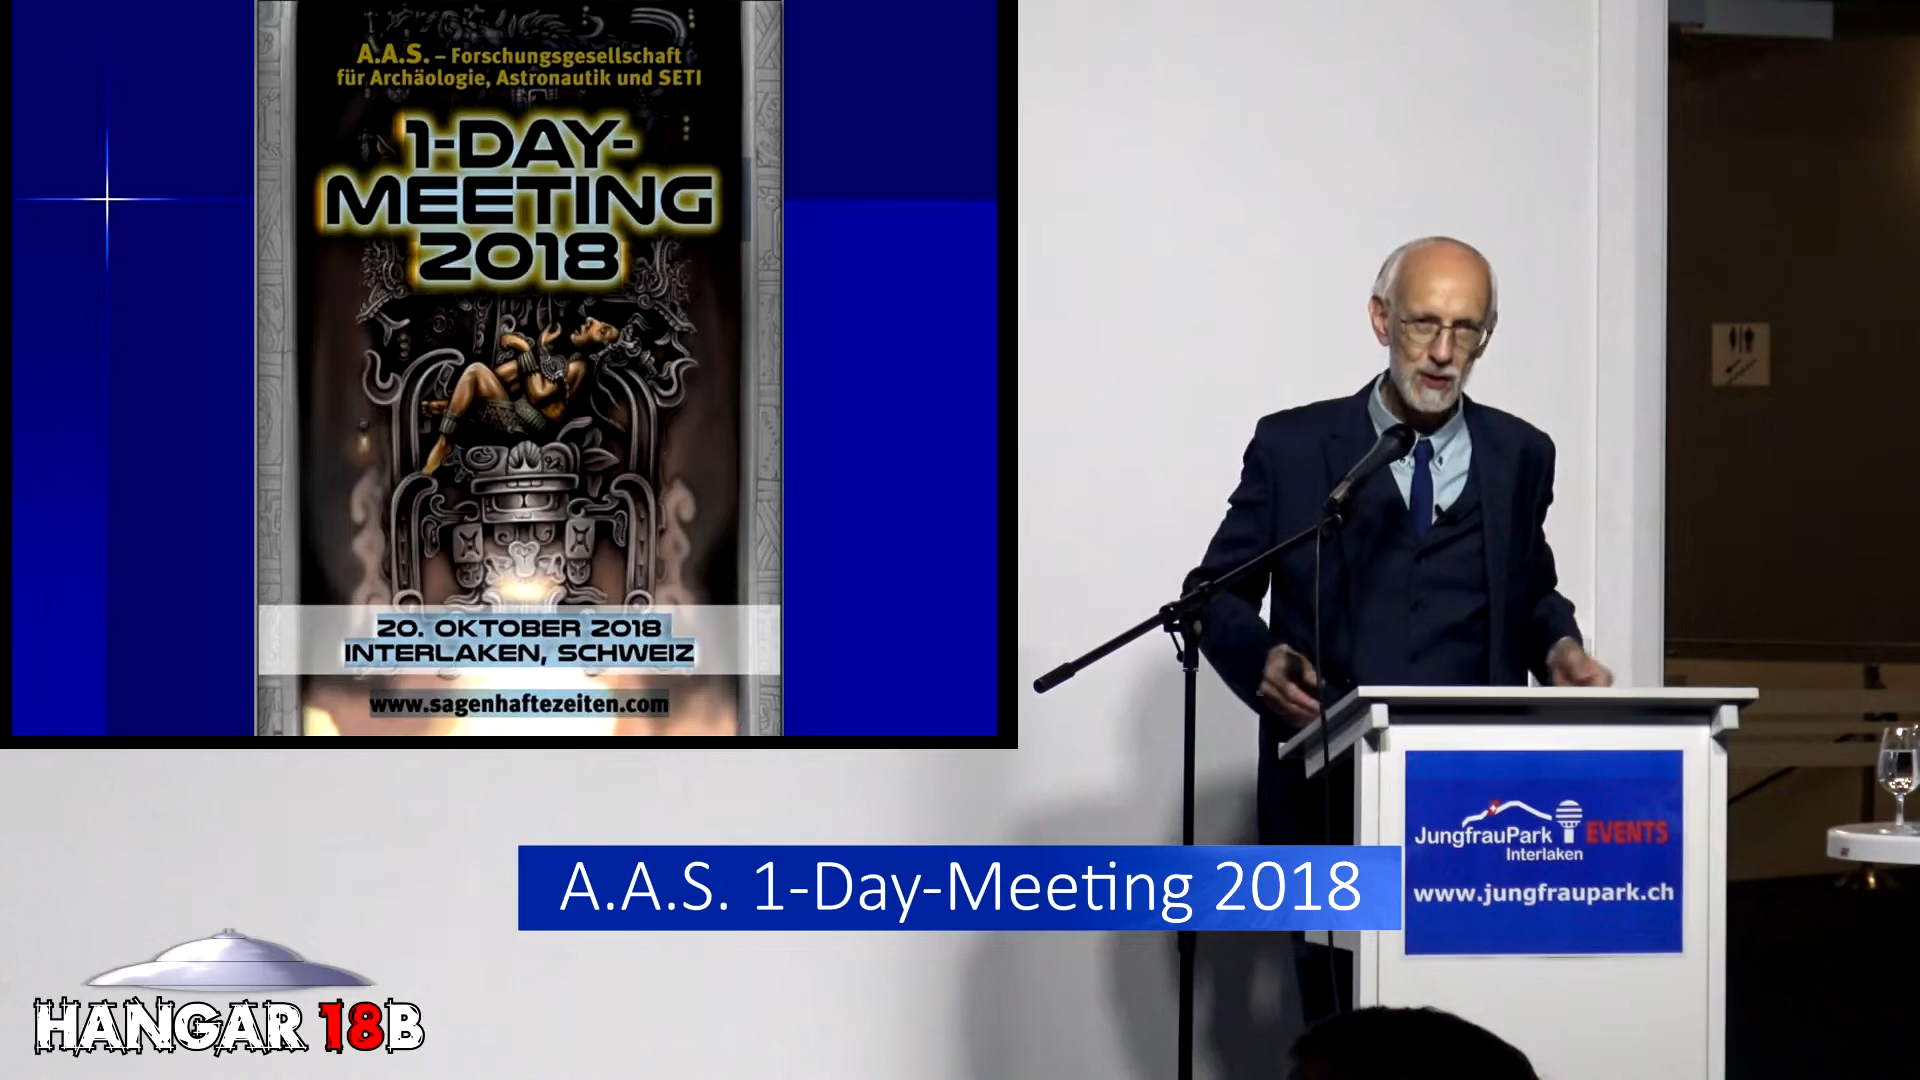 A.A.S. – Forschungsgesellschaft
für Archäologie, Astronautik und SETI
1-DAY-
MEETING
2018
20. OKTOBER 2018
INTERLAKEN, SCHWEIZ
www.sagenhaftezeiten.com
JungfrauPark EVENTS
Interlaken
www.jungfraupark.ch
A.A.S. 1-Day-Meeting 2018
HANGAR 18B